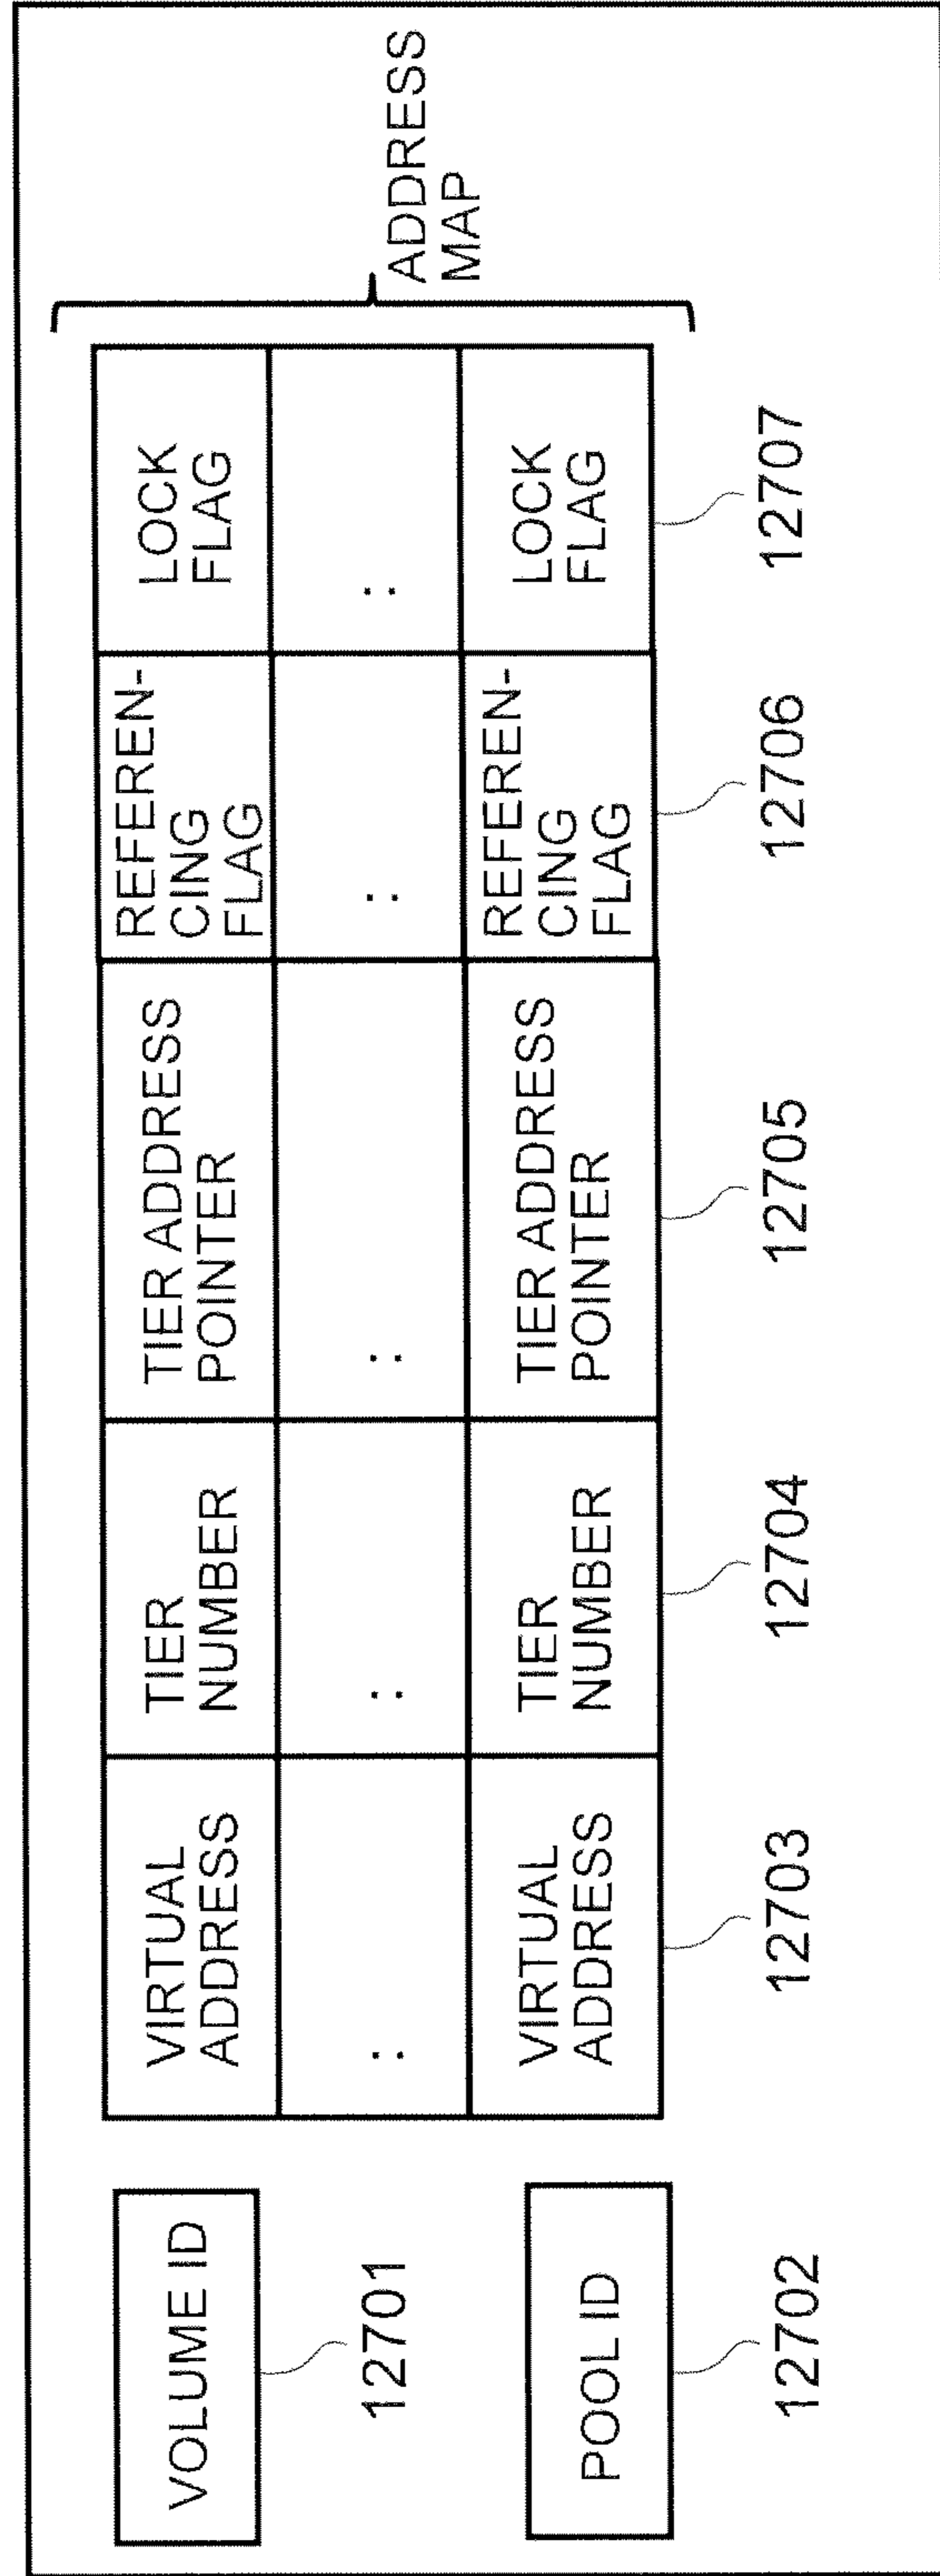 VOLUME ID
12701
POOL ID
12702
VIRTUAL
ADDRESS
TIER
NUMBER
TIER ADDRESS
POINTER
REFEREN-
CING
FLAG
LOCK
FLAG
:
:
:
:
:
VIRTUAL
ADDRESS
TIER
NUMBER
TIER ADDRESS
POINTER
REFEREN-
CING
FLAG
LOCK
FLAG
12703
12704
12705
12706
12707
ADDRESS
MAP